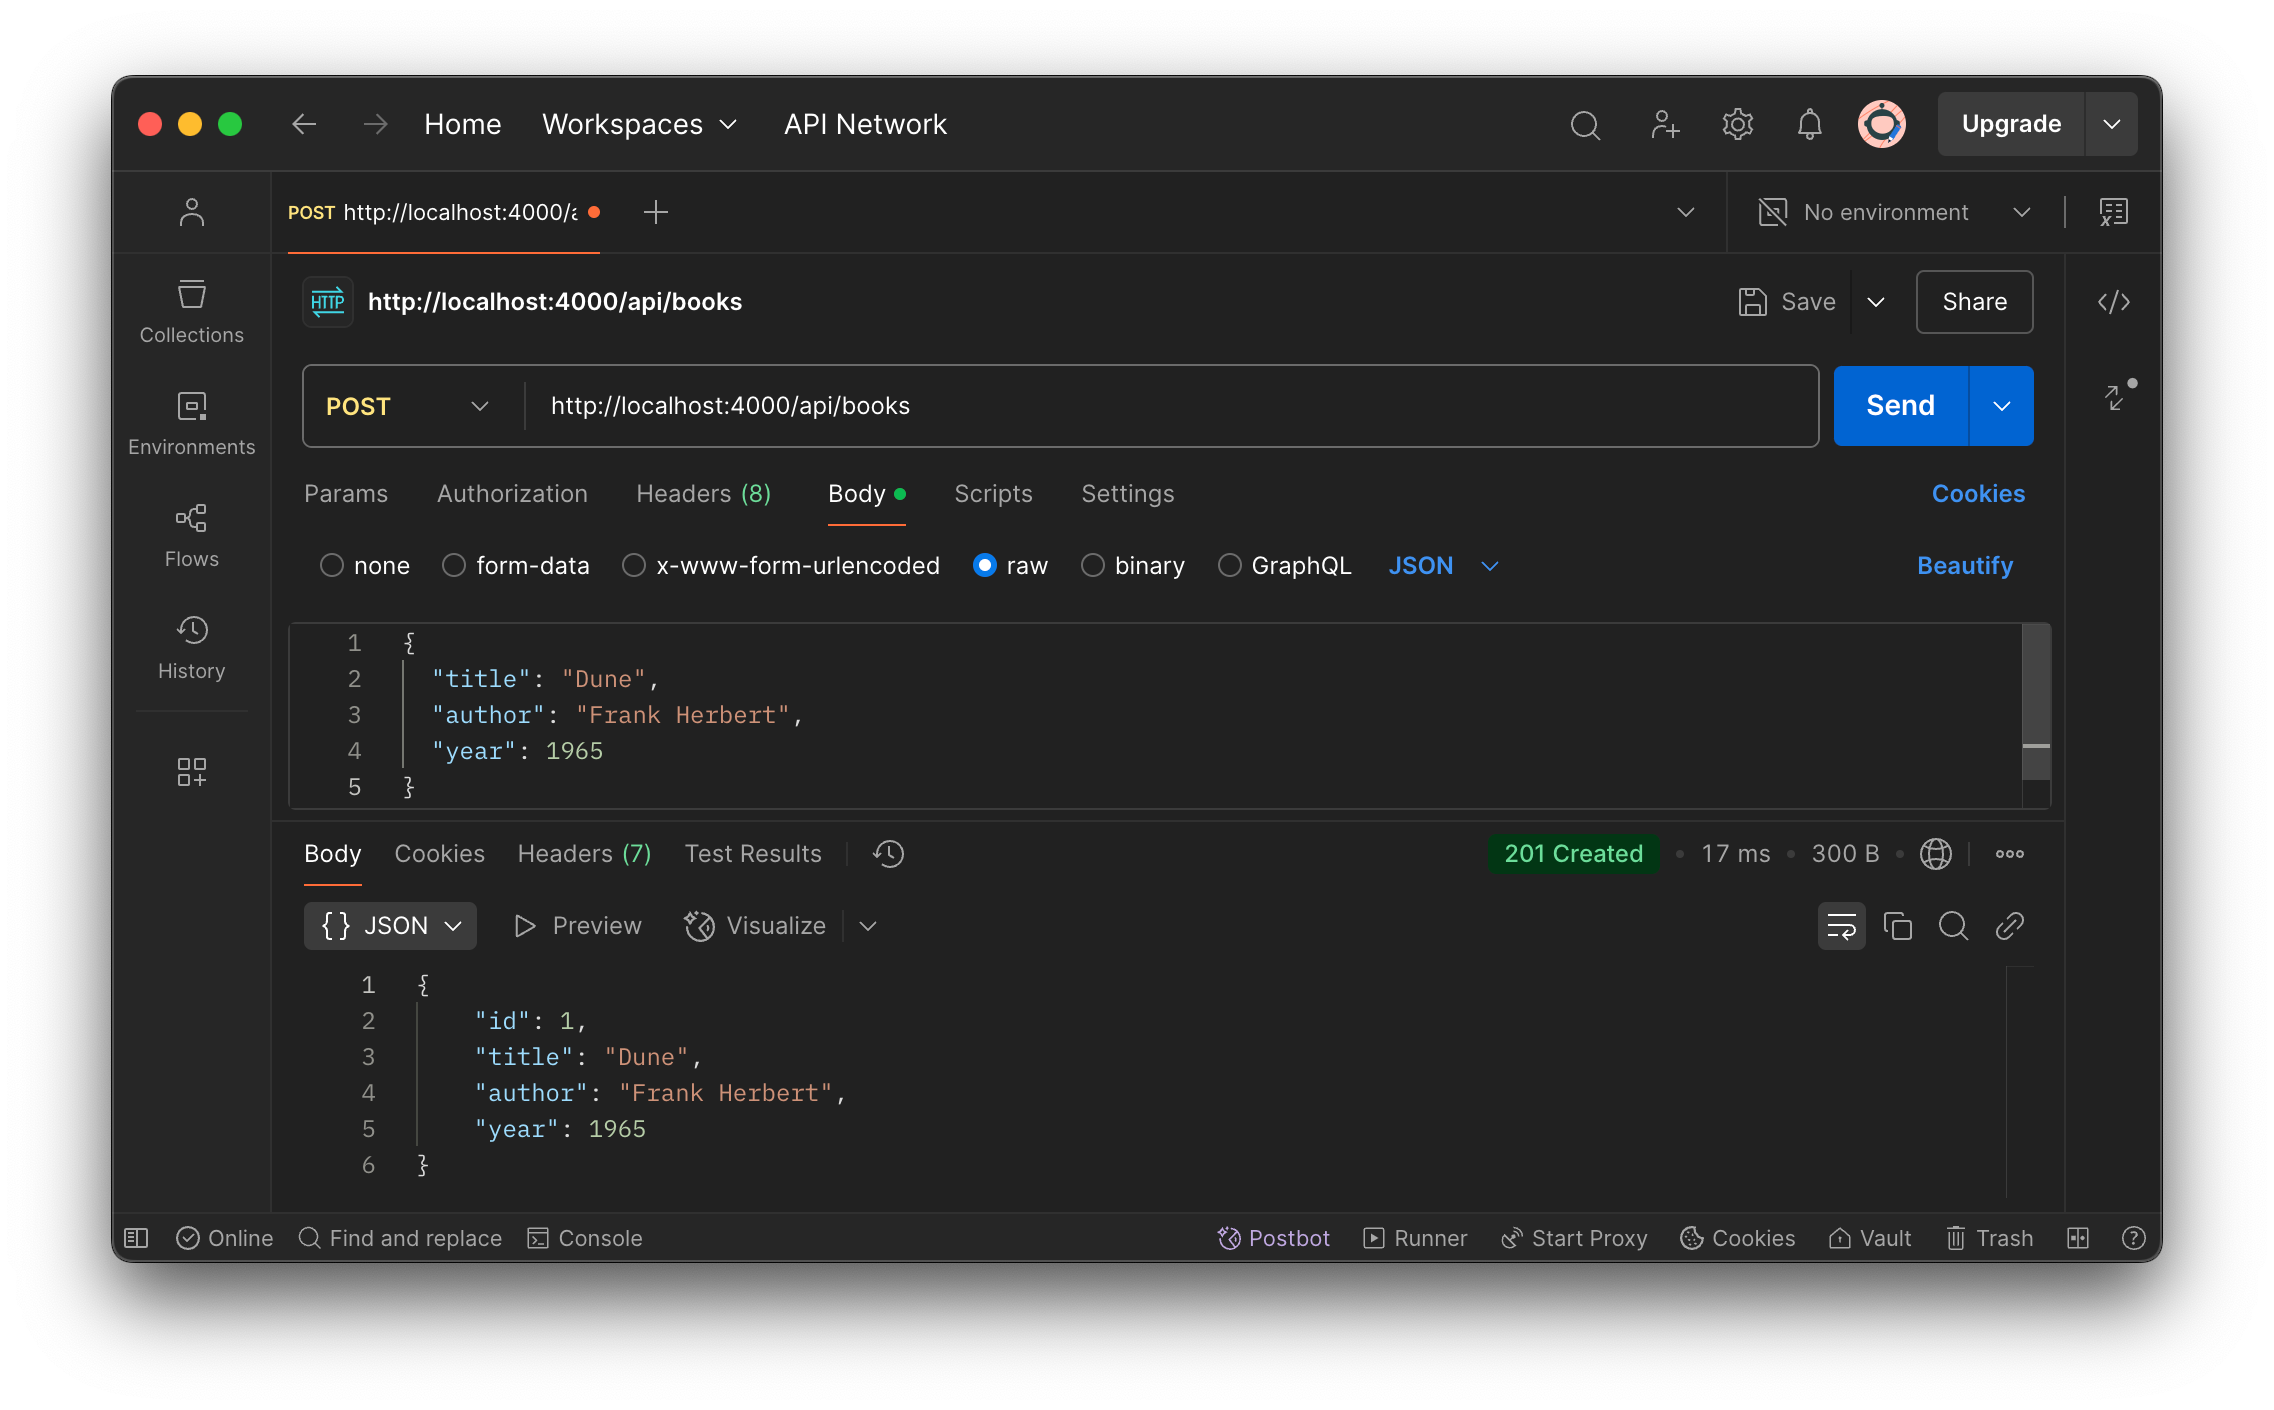 Home Workspaces API Network Upgrade
POST http://localhost:4000/ No environment
HTTP http://localhost:4000/api/books Save Share
Collections
POST http://localhost:4000/api/books Send
Environments
Params Authorization Headers (8) Body Scripts Settings Cookies
Flows
none form-data x-www-form-urlencoded raw binary GraphQL JSON Beautify
History
1 {
2 "title": "Dune",
3 "author": "Frank Herbert",
4 "year": 1965
5 }
Body Cookies Headers (7) Test Results 201 Created • 17 ms • 300 B •
{} JSON Preview Visualize
1 {
2 "id": 1,
3 "title": "Dune",
4 "author": "Frank Herbert",
5 "year": 1965
6 }
Online Find and replace Console Postbot Runner Start Proxy Cookies Vault Trash